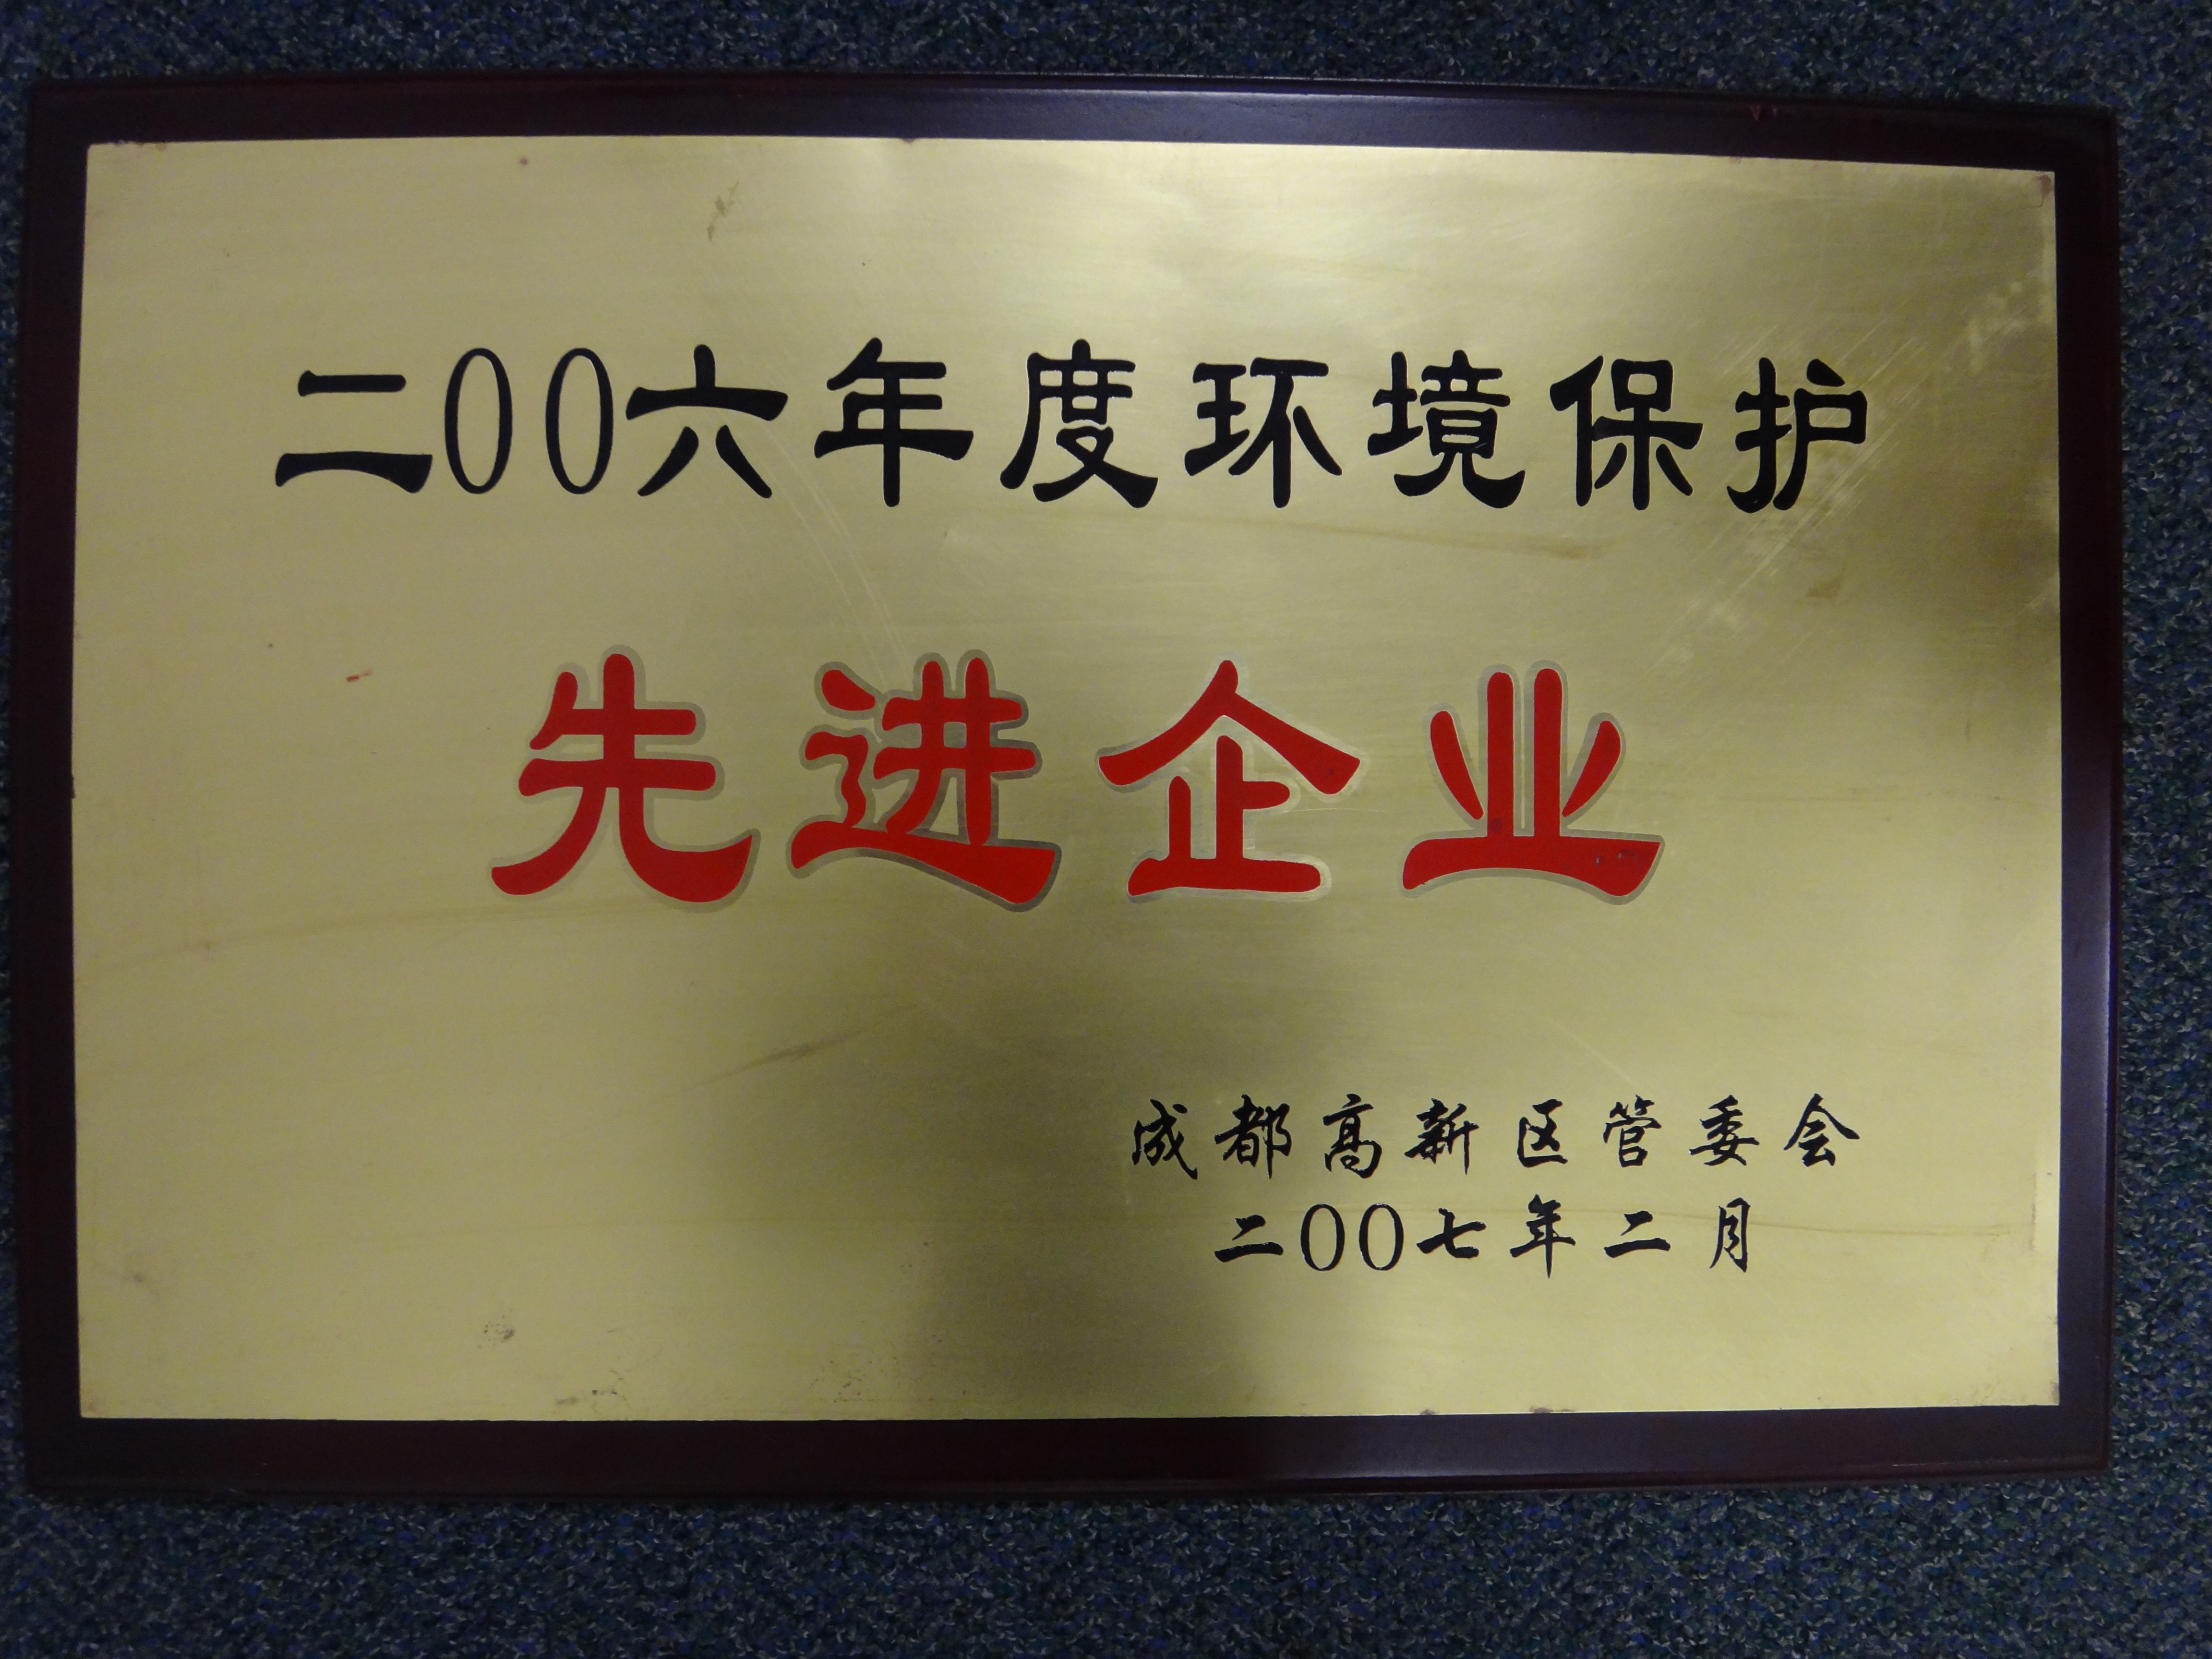 二00六年度环境保护
先进企业
成都高新区管委会
二00七年二月